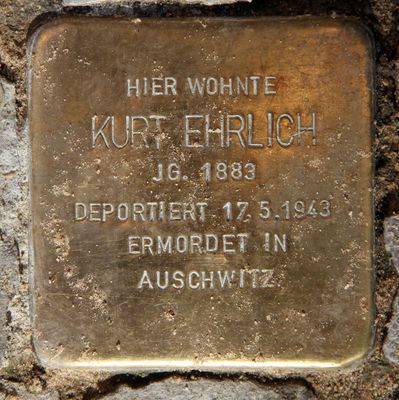 HIER WOHNTE
KURT EHRLICH
JG. 1883
DEPORTIERT 17.5.1943
ERMORDET IN
AUSCHWITZ